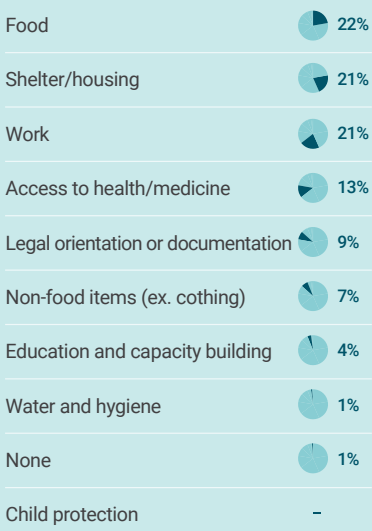 Food 22%
Shelter/housing 21%
Work 21%
Access to health/medicine 13%
Legal orientation or documentation 9%
Non-food items (ex. cothing) 7%
Education and capacity building 4%
Water and hygiene 1%
None 1%
Child protection –